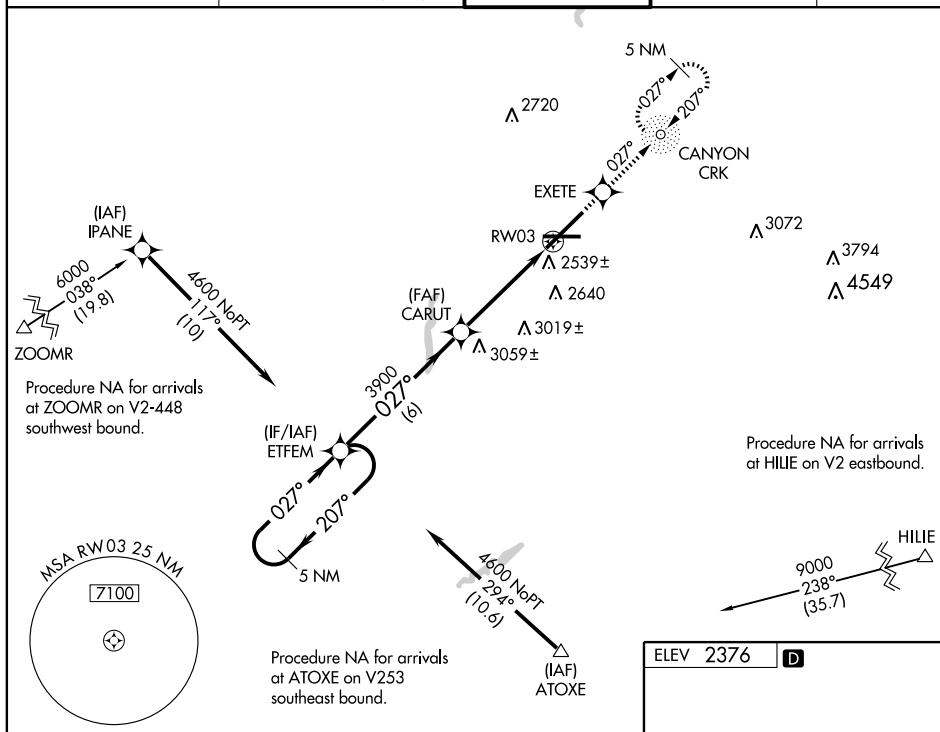 5 NM
027°
207°
2720
027°
CANYON
CRK
EXETE
(IAF)
IPANE
3072
RW03
3794
6000
038°
(19.8)
4600 NoPT
117°
(10)
2539±
4549
2640
(FAF)
CARUT
3019±
ZOOMR
3059±
Procedure NA for arrivals
at ZOOMR on V2-448
southwest bound.
3900
027°
(6)
(IF/IAF)
ETFEM
Procedure NA for arrivals
at HILIE on V2 eastbound.
027°
207°
HILIE
MSA RW03 25 NM
5 NM
4600 NoPT
294°
(10.6)
9000
238°
(35.7)
7100
Procedure NA for arrivals
at ATOXE on V253
southeast bound.
(IAF)
ATOXE
ELEV 2376 D